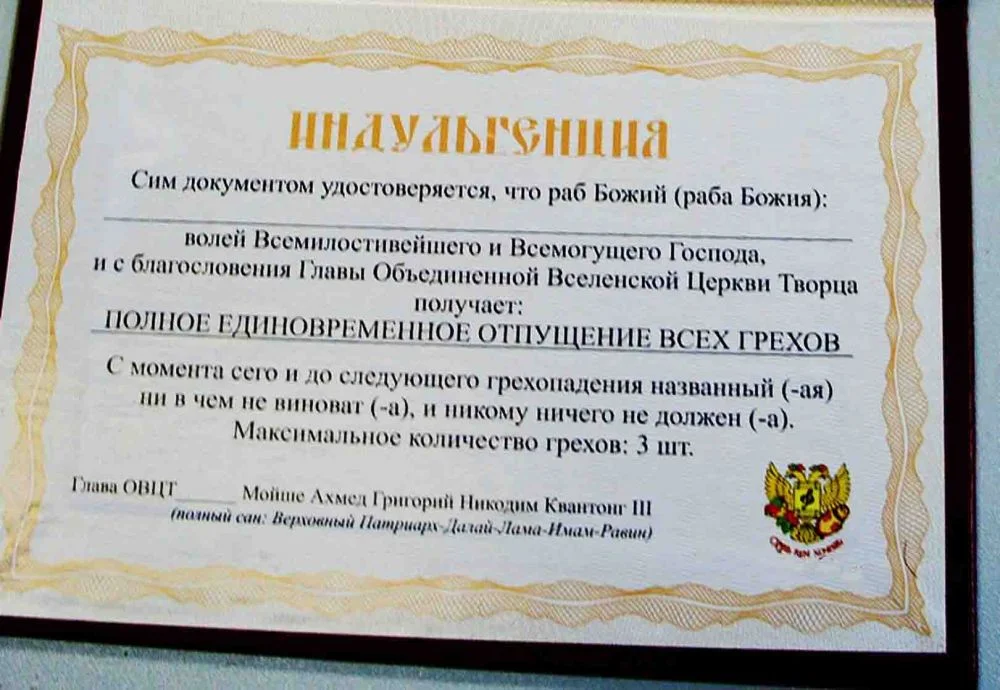 ИНДУЛЬГЕНЦИЯ
Сим документом удостоверяется, что раб Божий (раба Божия):
волей Всемилостивейшего и Всемогущего Господа,
и с благословения Главы Объединенной Вселенской Церкви Творца
получает:
ПОЛНОЕ ЕДИНОВРЕМЕННОЕ ОТПУЩЕНИЕ ВСЕХ ГРЕХОВ
С момента сего и до следующего грехопадения названный (-ая)
ни в чем не виноват (-а), и никому ничего не должен (-а).
Максимальное количество грехов: 3 шт.
Глава ОВЦТ______ Мойше Ахмед Григорий Никодим Квантонг III
(полный сан: Верховный Патриарх-Далай-Лама-Имам-Равин)